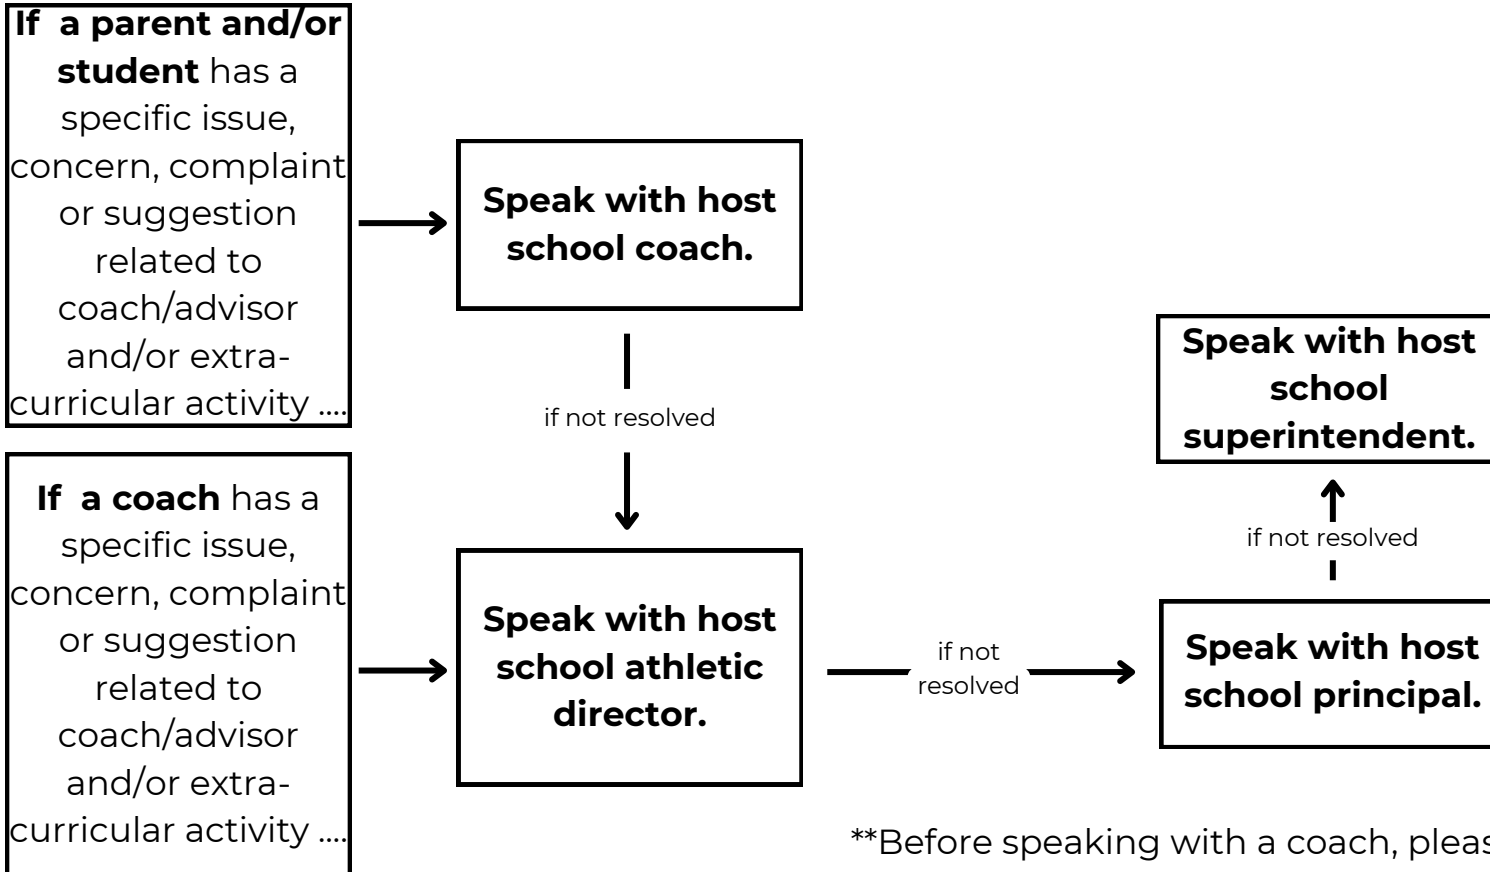 If a parent and/or
student has a
specific issue,
concern, complaint
or suggestion
related to
coach/advisor
and/or extra-
curricular activity ....
Speak with host
school coach.
if not resolved
If a coach has a
specific issue,
concern, complaint
or suggestion
related to
coach/advisor
and/or extra-
curricular activity ....
Speak with host
school athletic
director.
if not
resolved
Speak with host
school principal.
if not resolved
Speak with host
school
superintendent.
**Before speaking with a coach,